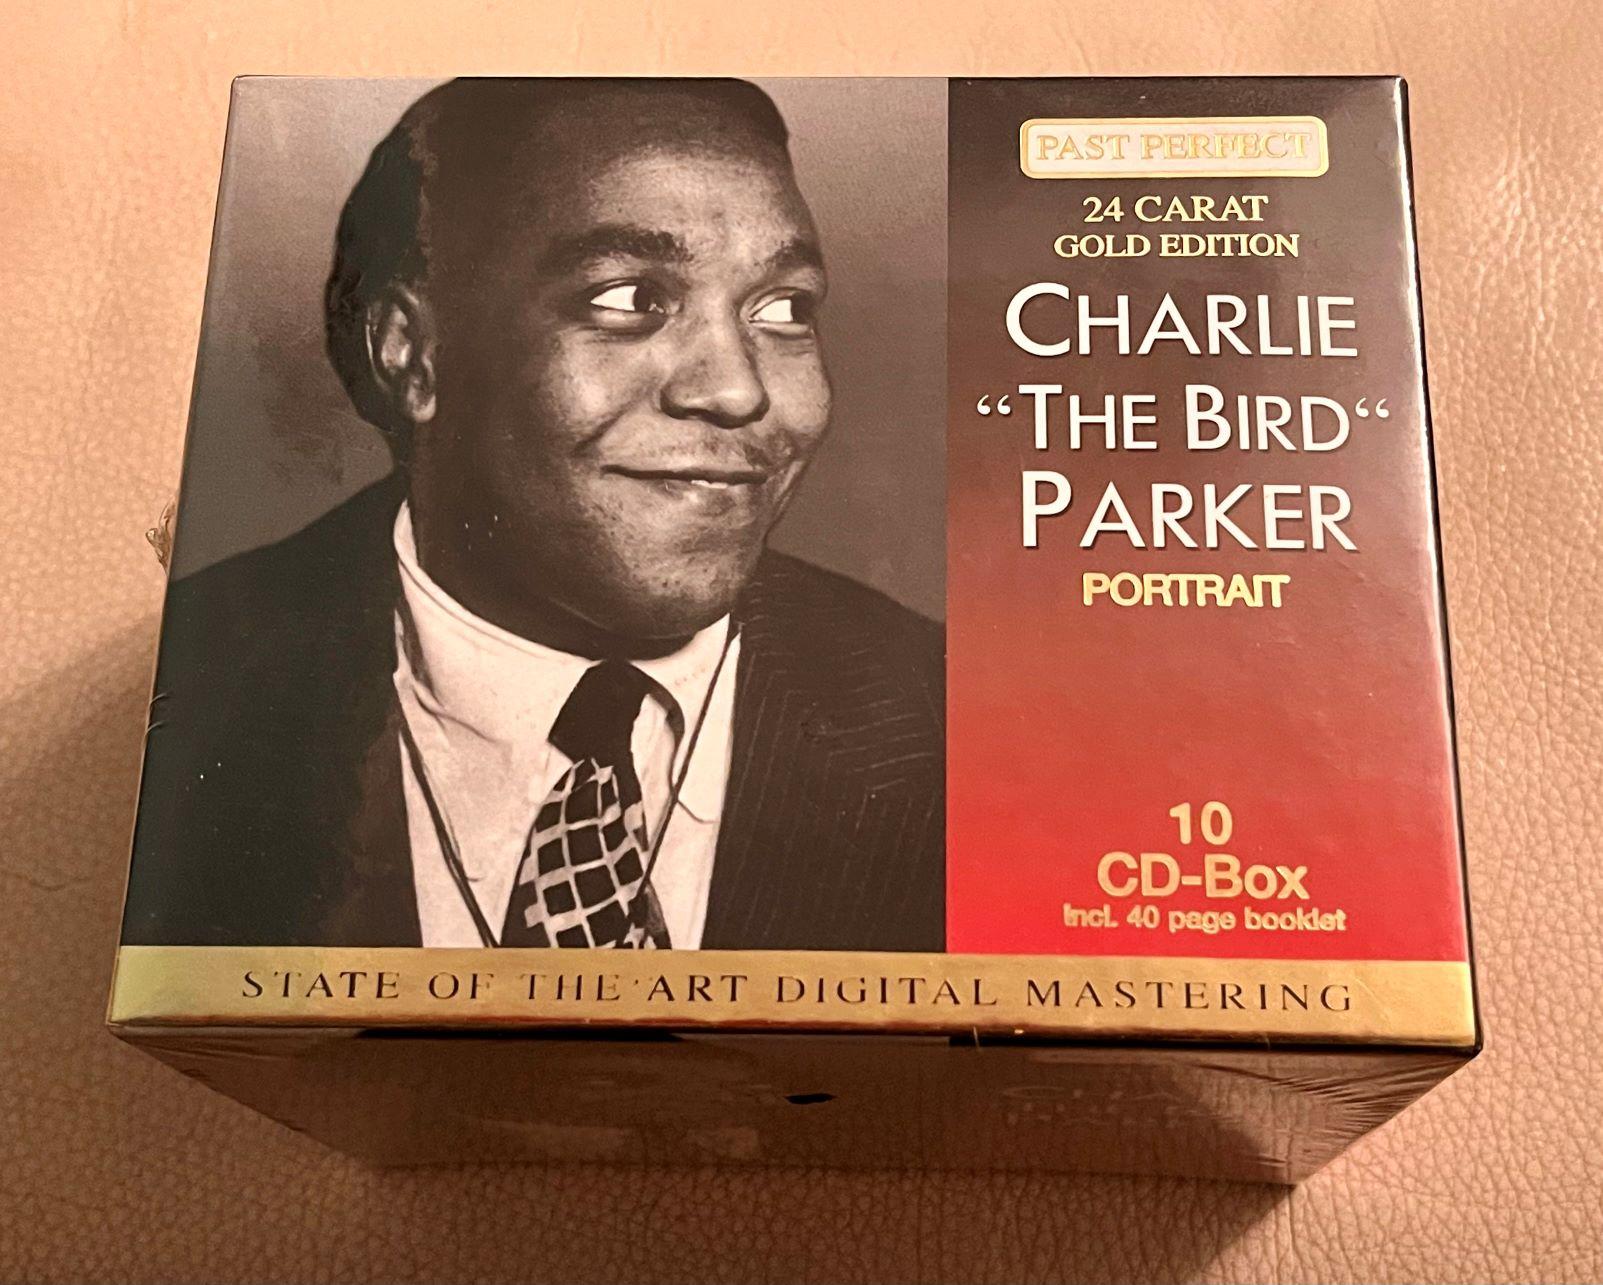 PAST PERFECT
24 CARAT
GOLD EDITION
CHARLIE
“THE BIRD“
PARKER
PORTRAIT
10
CD-Box
Incl. 40 page booklet
STATE OF THE ART DIGITAL MASTERING